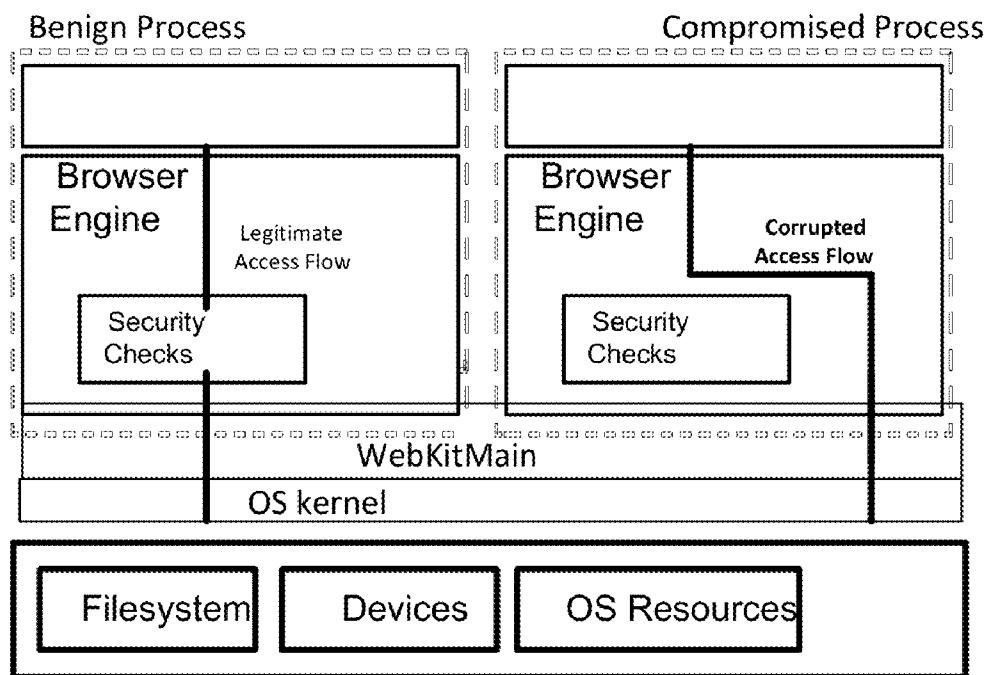 Benign Process
Compromised Process
Browser
Engine
Legitimate
Access Flow
Security
Checks
Browser
Engine
Corrupted
Access Flow
Security
Checks
WebKitMain
OS kernel
Filesystem
Devices
OS Resources